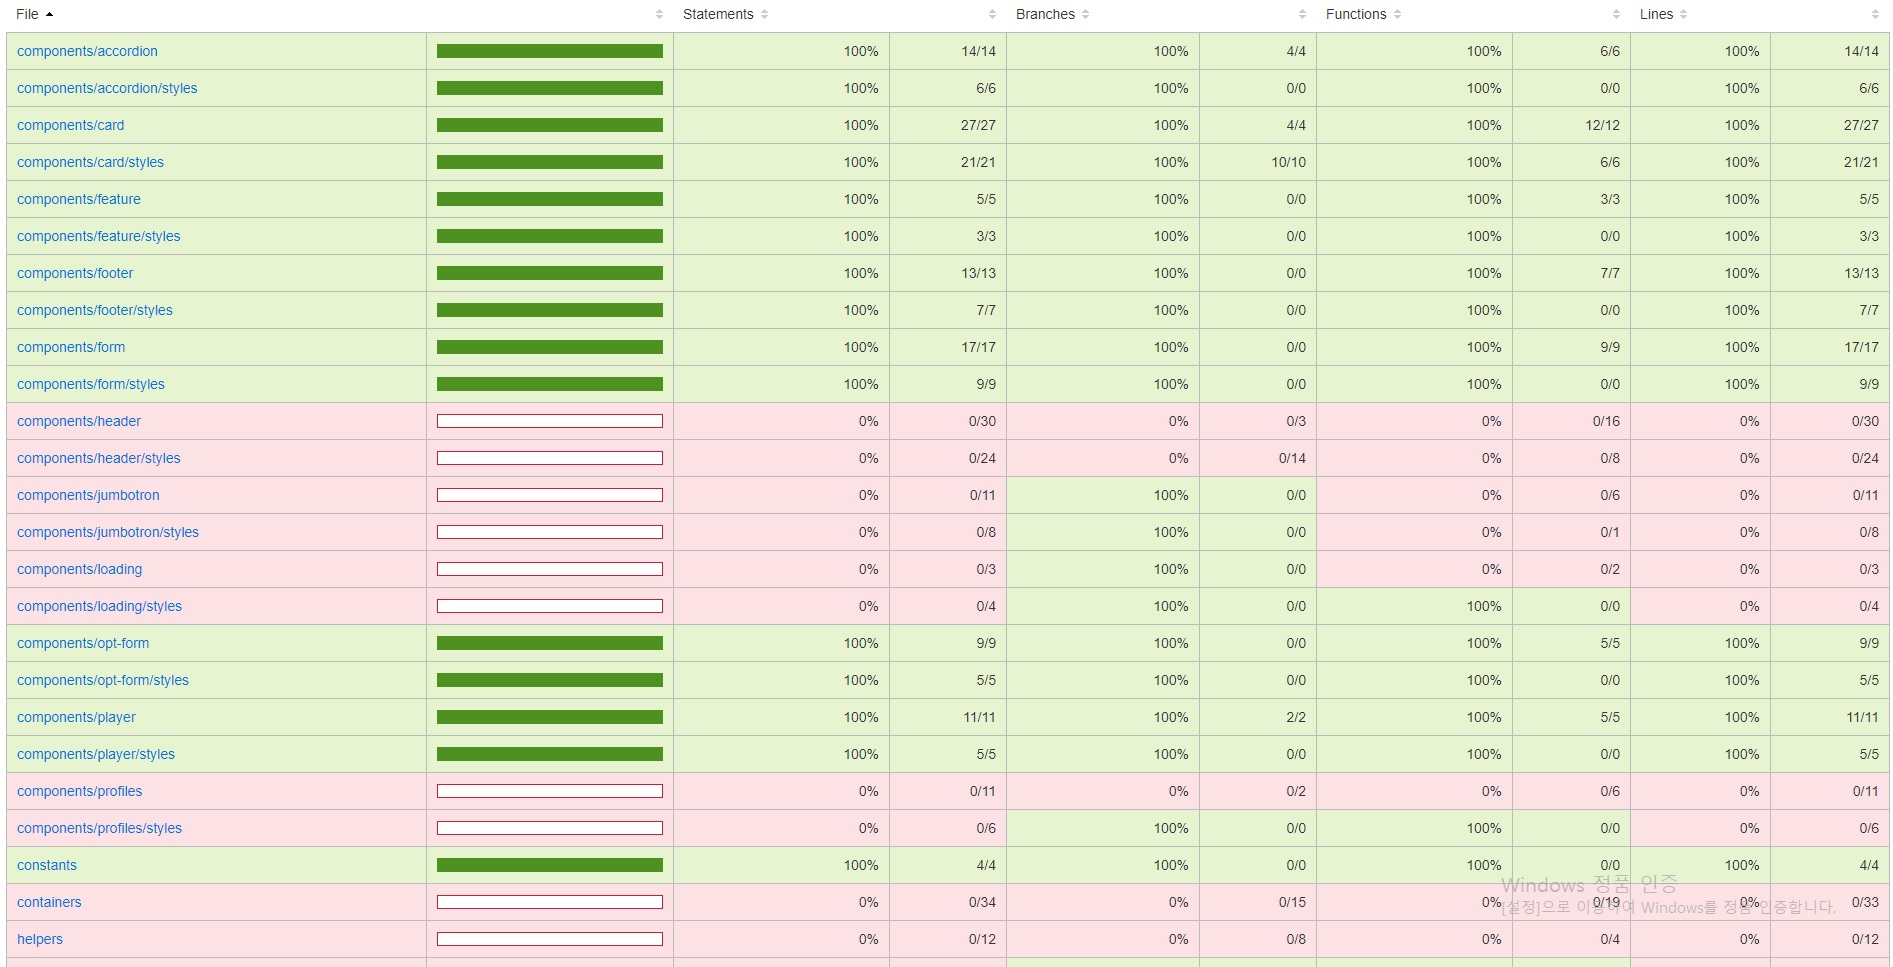 File Statements Branches Functions Lines
components/accordion 100% 14/14 100% 4/4 100% 6/6 100% 14/14
components/accordion/styles 100% 6/6 100% 0/0 100% 0/0 100% 6/6
components/card 100% 27/27 100% 4/4 100% 12/12 100% 27/27
components/card/styles 100% 21/21 100% 10/10 100% 6/6 100% 21/21
components/feature 100% 5/5 100% 0/0 100% 3/3 100% 5/5
components/feature/styles 100% 3/3 100% 0/0 100% 0/0 100% 3/3
components/footer 100% 13/13 100% 0/0 100% 7/7 100% 13/13
components/footer/styles 100% 7/7 100% 0/0 100% 0/0 100% 7/7
components/form 100% 17/17 100% 0/0 100% 9/9 100% 17/17
components/form/styles 100% 9/9 100% 0/0 100% 0/0 100% 9/9
components/header 0% 0/30 0% 0/3 0% 0/16 0% 0/30
components/header/styles 0% 0/24 0% 0/14 0% 0/8 0% 0/24
components/jumbotron 0% 0/11 100% 0/0 0% 0/6 0% 0/11
components/jumbotron/styles 0% 0/8 100% 0/0 0% 0/1 0% 0/8
components/loading 0% 0/3 100% 0/0 0% 0/2 0% 0/3
components/loading/styles 0% 0/4 100% 0/0 100% 0/0 0% 0/4
components/opt-form 100% 9/9 100% 0/0 100% 5/5 100% 9/9
components/opt-form/styles 100% 5/5 100% 0/0 100% 0/0 100% 5/5
components/player 100% 11/11 100% 2/2 100% 5/5 100% 11/11
components/player/styles 100% 5/5 100% 0/0 100% 0/0 100% 5/5
components/profiles 0% 0/11 0% 0/2 0% 0/6 0% 0/11
components/profiles/styles 0% 0/6 100% 0/0 100% 0/0 0% 0/6
constants 100% 4/4 100% 0/0 100% 0/0 100% 4/4
Windows 정품 인증
containers 0% 0/34 0% 0/15 0% 0/19 0% 0/33
[설정]으로 이동하여 Windows를 정품 인증합니다.
helpers 0% 0/12 0% 0/8 0% 0/4 0% 0/12